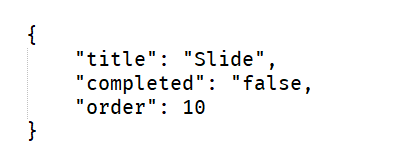 {
"title": "Slide",
"completed": "false,
"order": 10
}